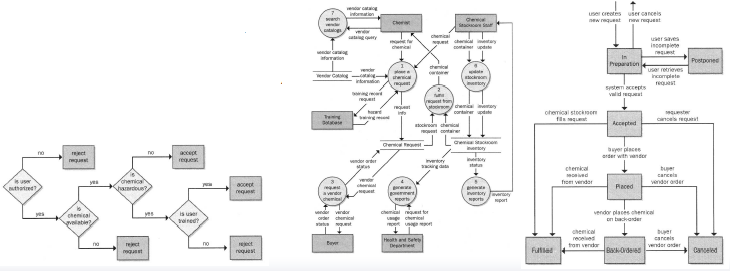 no
reject
request
is user
authorized?
yes
is
chemical
available?
yes
no
reject
request
is
chemical
hazardous?
no
accept
request
yes
is user
trained?
yes
accept
request
no
reject
request
7
search
vendor
catalogs
vendor catalog
information
vendor
catalog query
Chemist
Chemical
Stockroom Staff
vendor catalog
information
request for
chemical
chemical
request
chemical
container
inventory
update
Vendor Catalog
vendor
catalog
information
1
place a
chemical
request
chemical
container
6
update
stockroom
inventory
training record
request
hazard
training record
Training
Database
request
info
2
fulfill
request from
stockroom
chemical
container
inventory
update
stockroom
request
chemical
container
Chemical Request
Chemical Stockroom
Inventory
vendor order
status
vendor
chemical
request
inventory
tracking data
inventory
status
3
request
a vendor
chemical
4
generate
government
reports
5
generate
inventory
reports
inventory
report
vendor
order
status
vendor
chemical
request
chemical
usage
report
request for
chemical
usage report
Buyer
Health and Safety
Department
user creates
new request
user cancels
new request
In
Preparation
user saves
incomplete
request
Postponed
user retrieves
incomplete
request
system accepts
valid request
chemical stockroom
fills request
Accepted
requester
cancels request
buyer places
order with vendor
chemical
received
from vendor
Placed
buyer
cancels
vendor order
vendor places chemical
on back-order
Fulfilled
chemical
received
from vendor
Back-Ordered
buyer
cancels
vendor order
Canceled